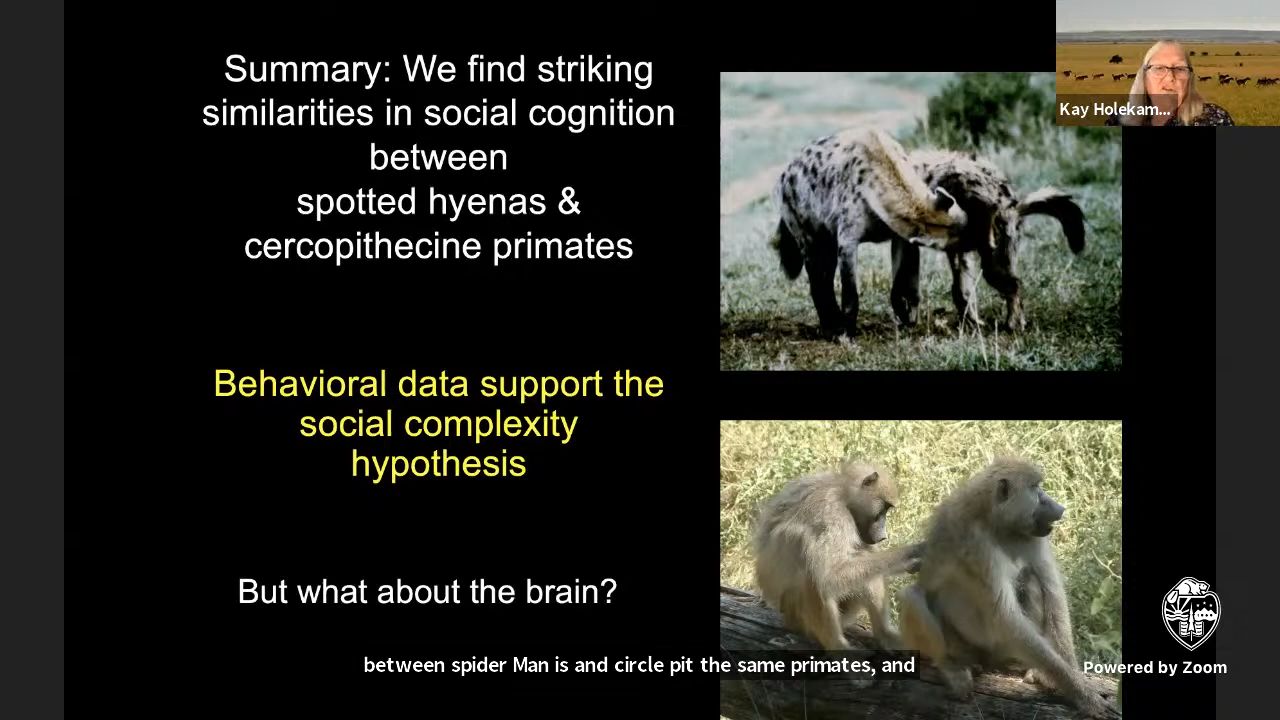 Summary: We find striking
similarities in social cognition
between
spotted hyenas &
cercopithecine primates
Kay Holekam...
Behavioral data support the
social complexity
hypothesis
But what about the brain?
between spider Man is and circle pit the same primates, and
Powered by Zoom